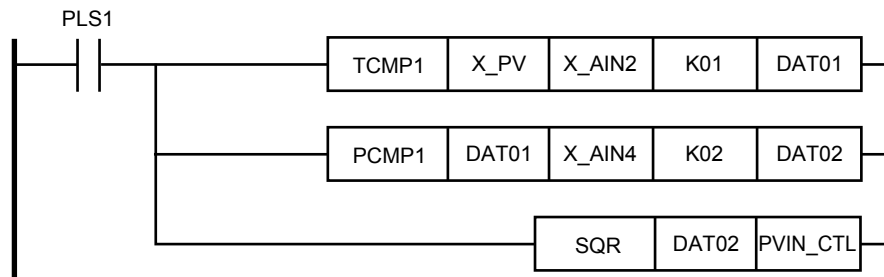 PLS1
TCMP1 X_PV X_AIN2 K01 DAT01
PCMP1 DAT01 X_AIN4 K02 DAT02
SQR DAT02 PVIN_CTL